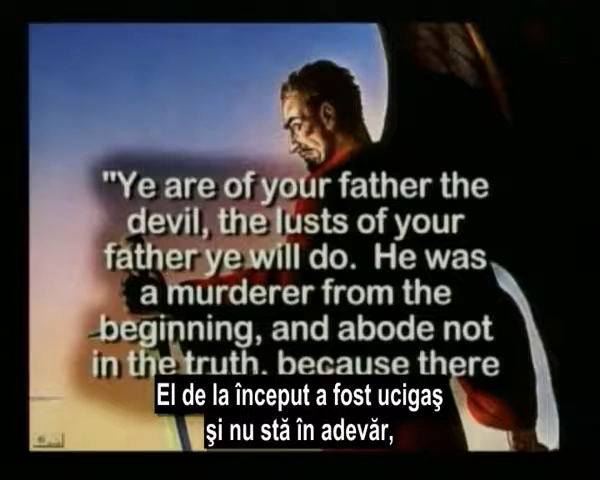 "Ye are of your father the
devil, the lusts of your
father ye will do. He was
a murderer from the
beginning, and abode not
in the truth, because there
El de la început a fost ucigaş
şi nu stă în adevăr,